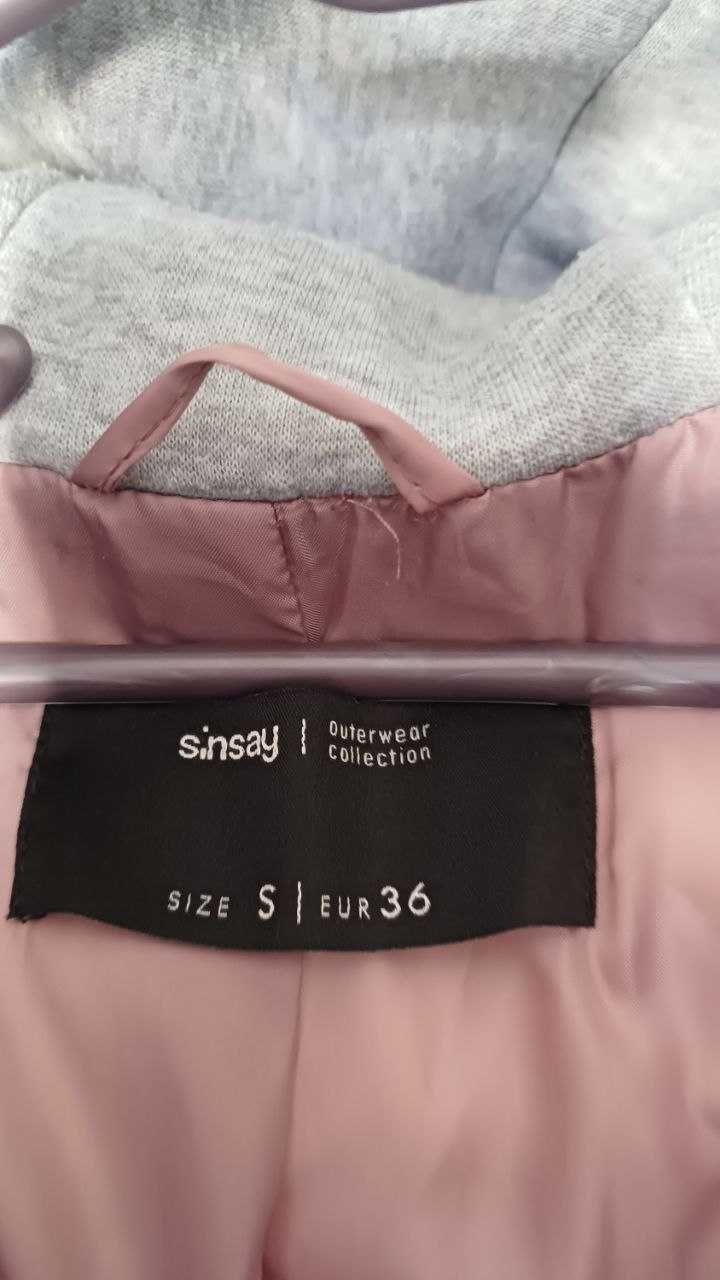 sinsay | Outerwear
Collection
SIZE S | EUR 36